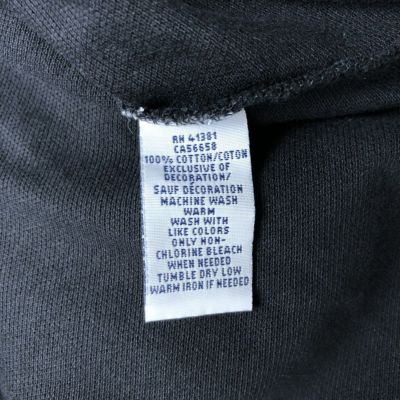 RN 41381
CA56658
100% COTTON/COTON
EXCLUSIVE OF
DECORATION/
SAUF DÉCORATION
MACHINE WASH
WARM
WASH WITH
LIKE COLORS
ONLY NON-
CHLORINE BLEACH
WHEN NEEDED
TUMBLE DRY LOW
WARM IRON IF NEEDED